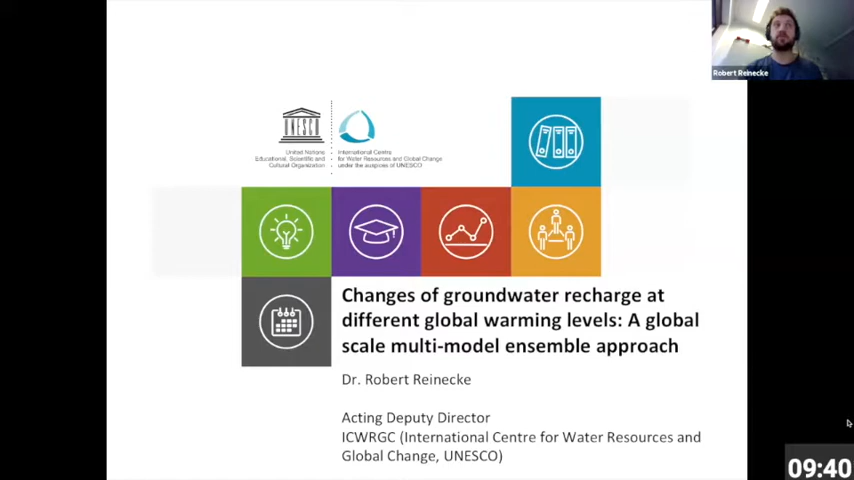 Robert Reinecke
UNESCO
United Nations
Educational, Scientific and
Cultural Organization
International Centre
for Water Resources and Global Change
under the auspices of UNESCO
Changes of groundwater recharge at
different global warming levels: A global
scale multi-model ensemble approach
Dr. Robert Reinecke
Acting Deputy Director
ICWRGC (International Centre for Water Resources and
Global Change, UNESCO)
09:40